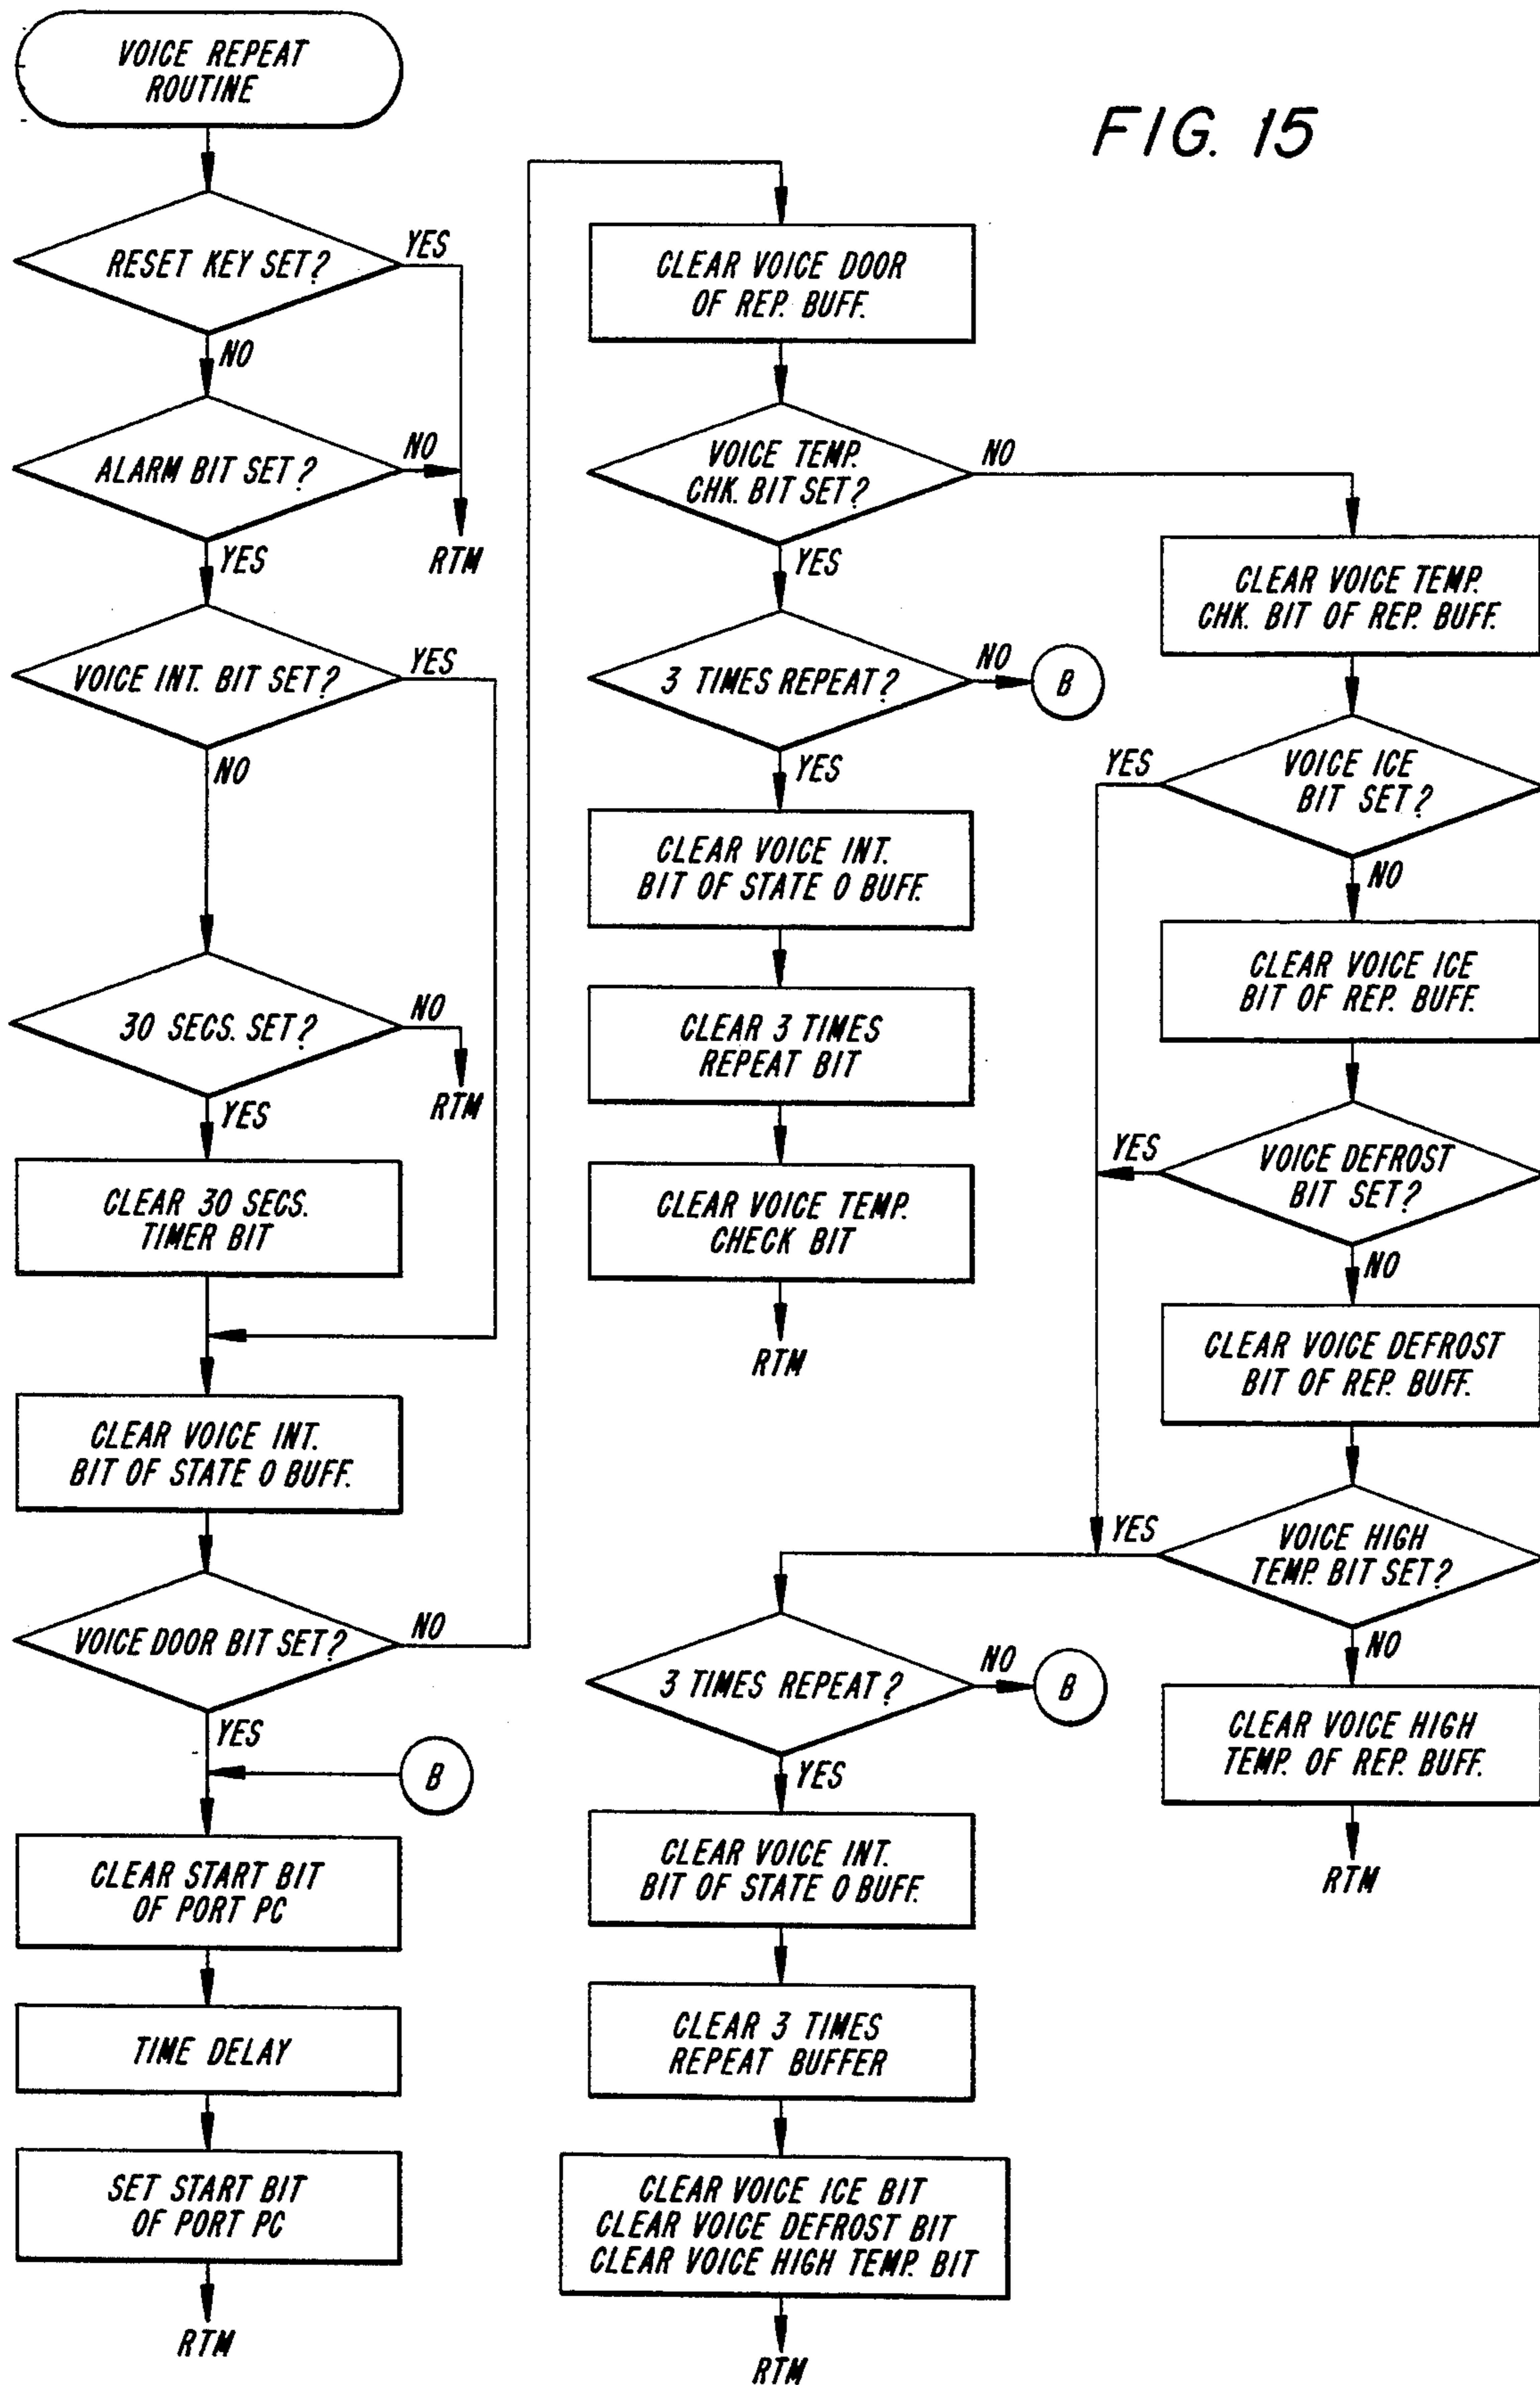 VOICE REPEAT
ROUTINE
FIG. 15
RESET KEY SET?
YES
NO
ALARM BIT SET?
NO
YES
RTM
VOICE INT. BIT SET?
YES
NO
30 SECS. SET?
NO
YES
RTM
CLEAR 30 SECS.
TIMER BIT
CLEAR VOICE INT.
BIT OF STATE 0 BUFF.
VOICE DOOR BIT SET?
NO
YES
B
CLEAR START BIT
OF PORT PC
TIME DELAY
SET START BIT
OF PORT PC
RTM
CLEAR VOICE DOOR
OF REP. BUFF.
VOICE TEMP.
CHK. BIT SET?
NO
YES
3 TIMES REPEAT?
NO
B
YES
CLEAR VOICE INT.
BIT OF STATE 0 BUFF.
CLEAR 3 TIMES
REPEAT BIT
CLEAR VOICE TEMP.
CHECK BIT
RTM
3 TIMES REPEAT?
NO
B
YES
CLEAR VOICE INT.
BIT OF STATE 0 BUFF.
CLEAR 3 TIMES
REPEAT BUFFER
CLEAR VOICE ICE BIT
CLEAR VOICE DEFROST BIT
CLEAR VOICE HIGH TEMP. BIT
RTM
CLEAR VOICE TEMP.
CHK. BIT OF REP. BUFF.
VOICE ICE
BIT SET?
YES
NO
CLEAR VOICE ICE
BIT OF REP. BUFF.
VOICE DEFROST
BIT SET?
YES
NO
CLEAR VOICE DEFROST
BIT OF REP. BUFF.
VOICE HIGH
TEMP. BIT SET?
YES
NO
CLEAR VOICE HIGH
TEMP. OF REP. BUFF.
RTM